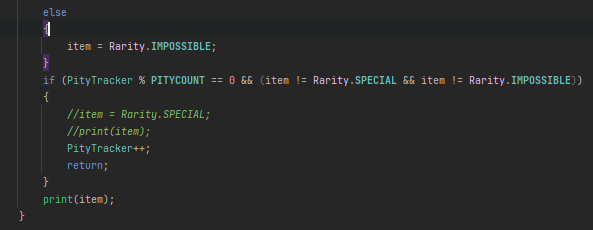 else
{
item = Rarity.IMPOSSIBLE;
}
if (PityTracker % PITYCOUNT == 0 && (item != Rarity.SPECIAL && item != Rarity.IMPOSSIBLE))
{
//item = Rarity.SPECIAL;
//print(item);
PityTracker++;
return;
}
print(item);
}